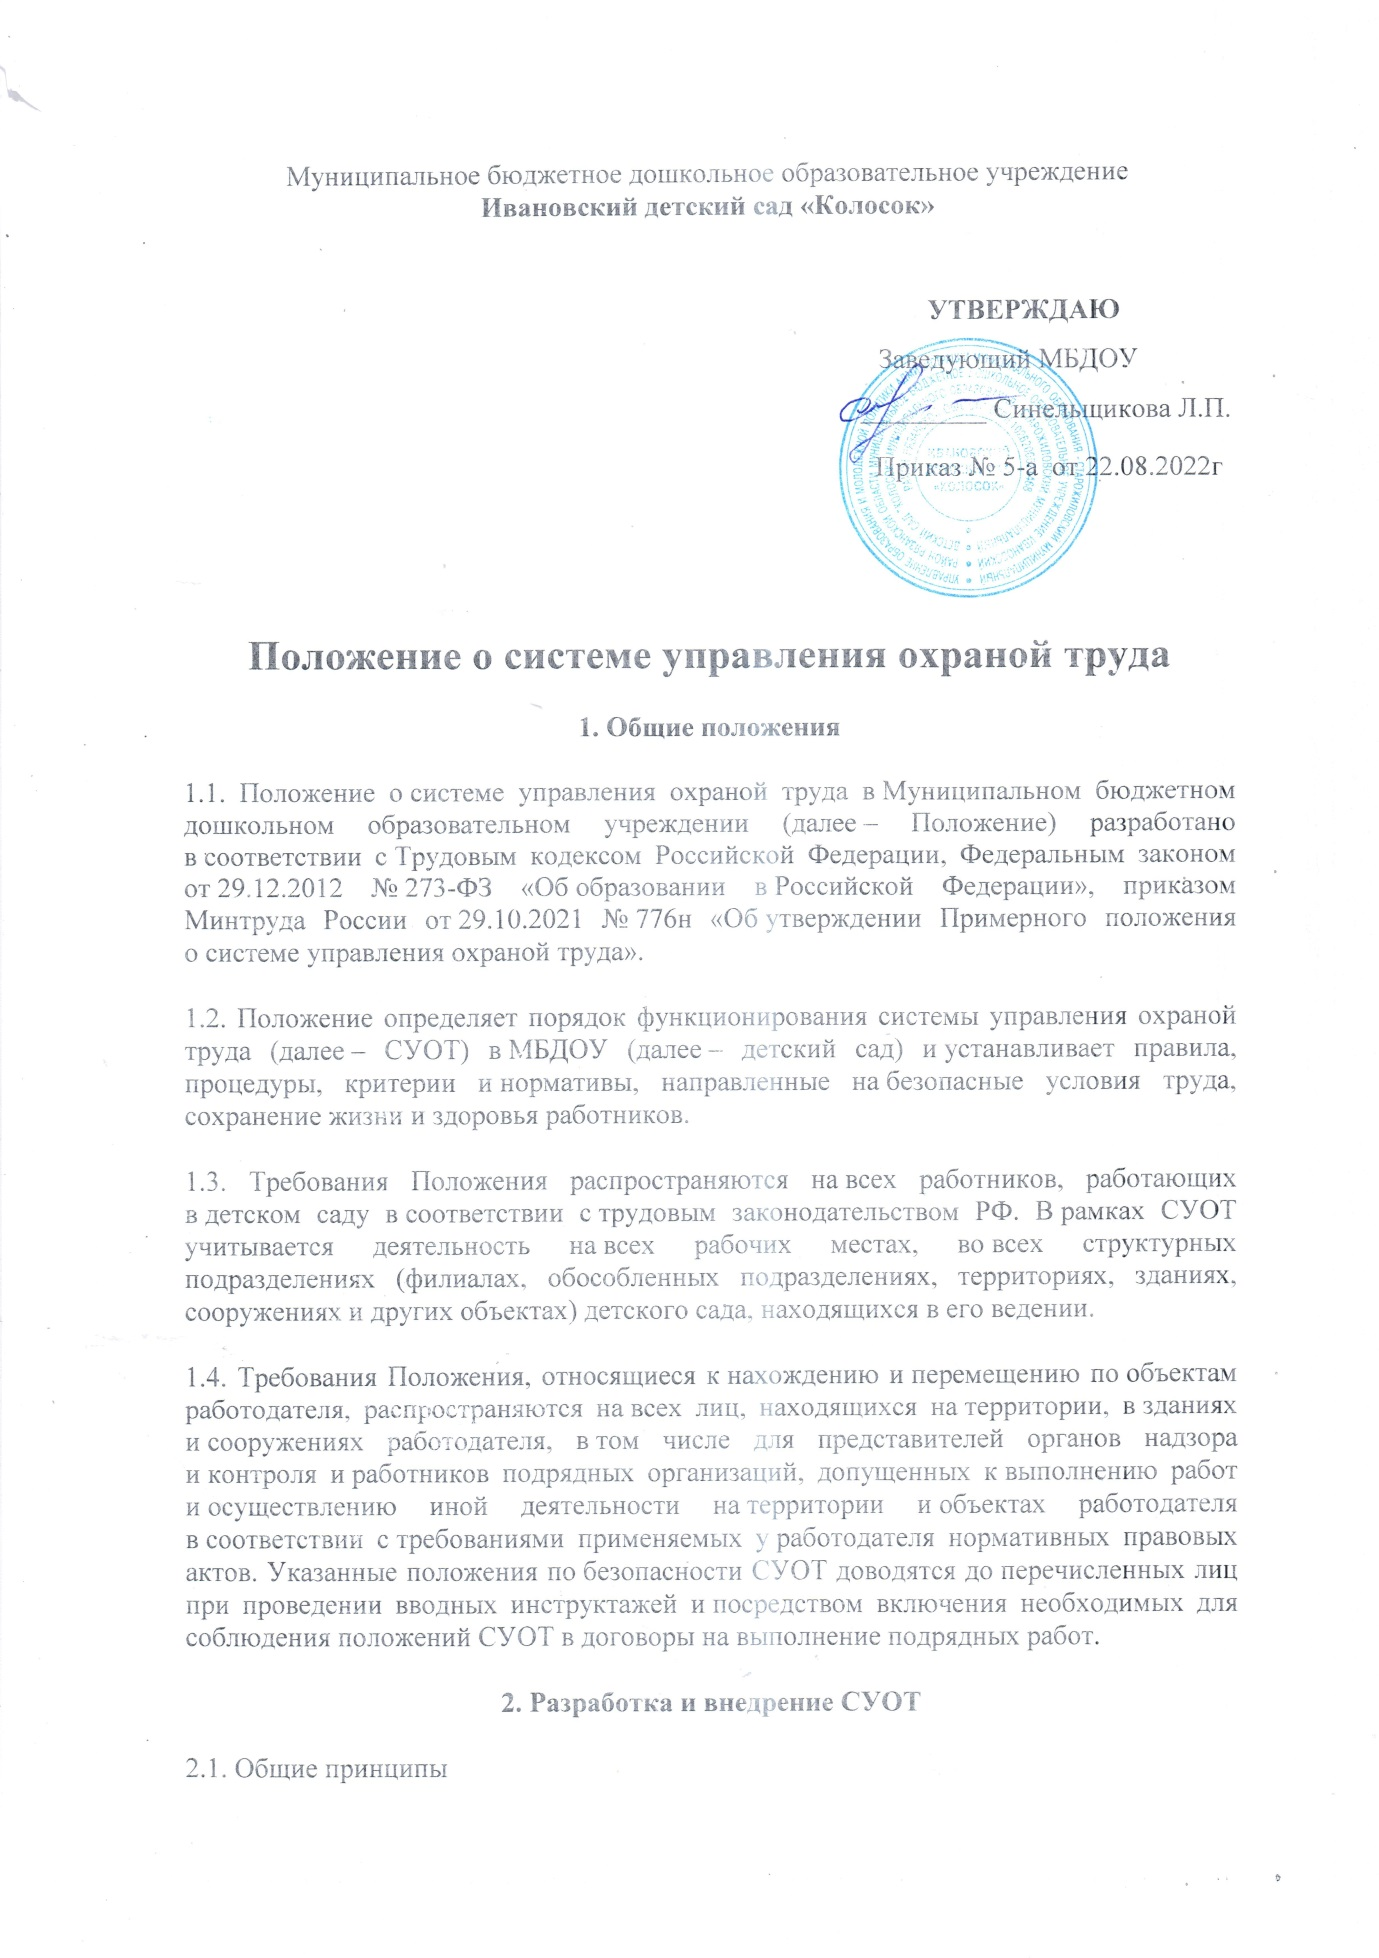 Муниципальное бюджетное дошкольное образовательное учреждение
Ивановский детский сад «Колосок»
УТВЕРЖДАЮ
Заведующий МБДОУ
Синельщикова Л.П.
Приказ № 5-а от 22.08.2022г
«КОЛОСОК»
Положение о системе управления охраной труда
1. Общие положения
1.1. Положение о системе управления охраной труда в Муниципальном бюджетном
дошкольном образовательном учреждении (далее – Положение) разработано
в соответствии с Трудовым кодексом Российской Федерации, Федеральным законом
от 29.12.2012 № 273-ФЗ «Об образовании в Российской Федерации», приказом
Минтруда России от 29.10.2021 № 776н «Об утверждении Примерного положения
о системе управления охраной труда».
1.2. Положение определяет порядок функционирования системы управления охраной
труда (далее – СУОТ) в МБДОУ (далее – детский сад) и устанавливает правила,
процедуры, критерии и нормативы, направленные на безопасные условия труда,
сохранение жизни и здоровья работников.
1.3. Требования Положения распространяются на всех работников, работающих
в детском саду в соответствии с трудовым законодательством РФ. В рамках СУОТ
учитывается деятельность на всех рабочих местах, во всех структурных
подразделениях (филиалах, обособленных подразделениях, территориях, зданиях,
сооружениях и других объектах) детского сада, находящихся в его ведении.
1.4. Требования Положения, относящиеся к нахождению и перемещению по объектам
работодателя, распространяются на всех лиц, находящихся на территории, в зданиях
и сооружениях работодателя, в том числе для представителей органов надзора
и контроля и работников подрядных организаций, допущенных к выполнению работ
и осуществлению иной деятельности на территории и объектах работодателя
в соответствии с требованиями применяемых у работодателя нормативных правовых
актов. Указанные положения по безопасности СУОТ доводятся до перечисленных лиц
при проведении вводных инструктажей и посредством включения необходимых для
соблюдения положений СУОТ в договоры на выполнение подрядных работ.
2. Разработка и внедрение СУОТ
2.1. Общие принципы